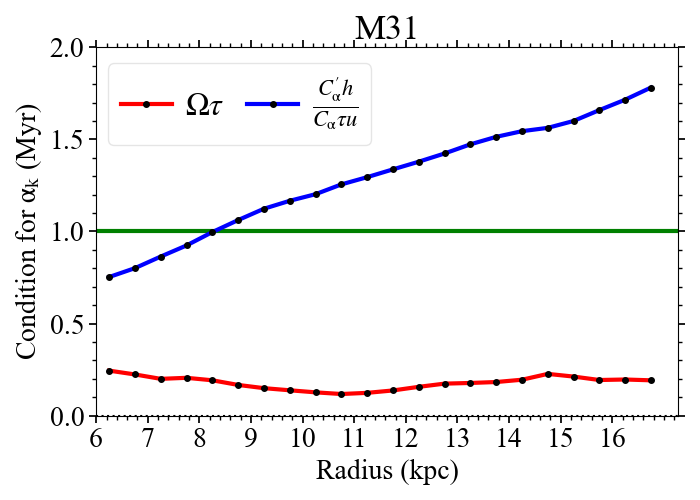 M31
Condition for αₖ (Myr)
2.0
1.5
1.0
0.5
0.0
Ωτ
C′αh
Cατu
6 7 8 9 10 11 12 13 14 15 16
Radius (kpc)